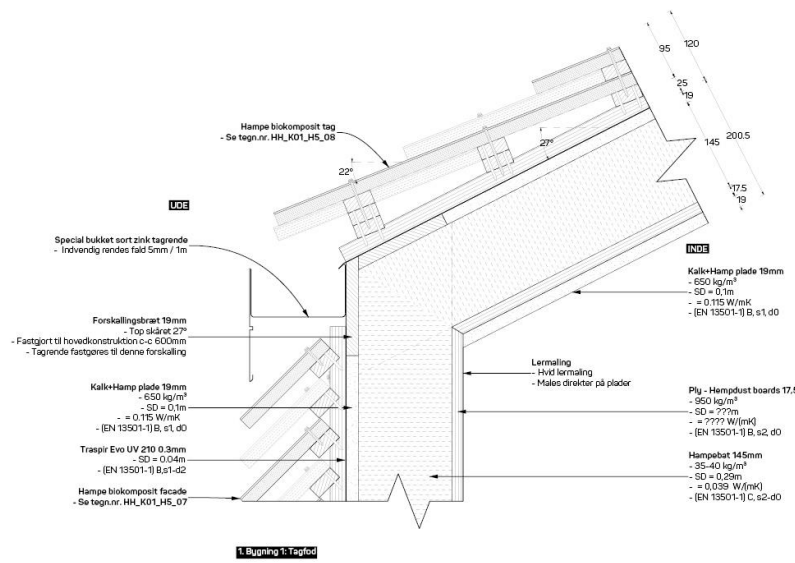 95
120
25
19
145
200.5
17.5
19
Hampe biokomposit tag
- Se tegn.nr. HH_K01_H5_08
27°
22°
UDE
Special bukket sort zink tagrende
- Indvendig rendes fald 5mm / 1m
INDE
Kalk+Hamp plade 19mm
- 650 kg/m³
- SD = 0,1m
- = 0.115 W/mK
- (EN 13501-1) B, s1, d0
Forskallingsbræt 19mm
- Top skåret 27°
- Fastgjort til hovedkonstruktion c-c 600mm
- Tagrende fastgøres til denne forskalling
Lermaling
- Hvid lermaling
- Males direkter på plader
Kalk+Hamp plade 19mm
- 650 kg/m³
- SD = 0,1m
- = 0.115 W/mK
- (EN 13501-1) B, s1, d0
Ply - Hempdust boards 17,5
- 950 kg/m³
- SD = ???m
- = ???? W/(mK)
- (EN 13501-1) B, s2, d0
Traspir Evo UV 210 0.3mm
- SD = 0.04m
- (EN 13501-1) B,s1-d2
Hampebat 145mm
- 35-40 kg/m³
- SD = 0,29m
- = 0,039 W/(mK)
- (EN 13501-1) C, s2-d0
Hampe biokomposit facade
- Se tegn.nr. HH_K01_H5_07
1. Bygning 1: Tagfod